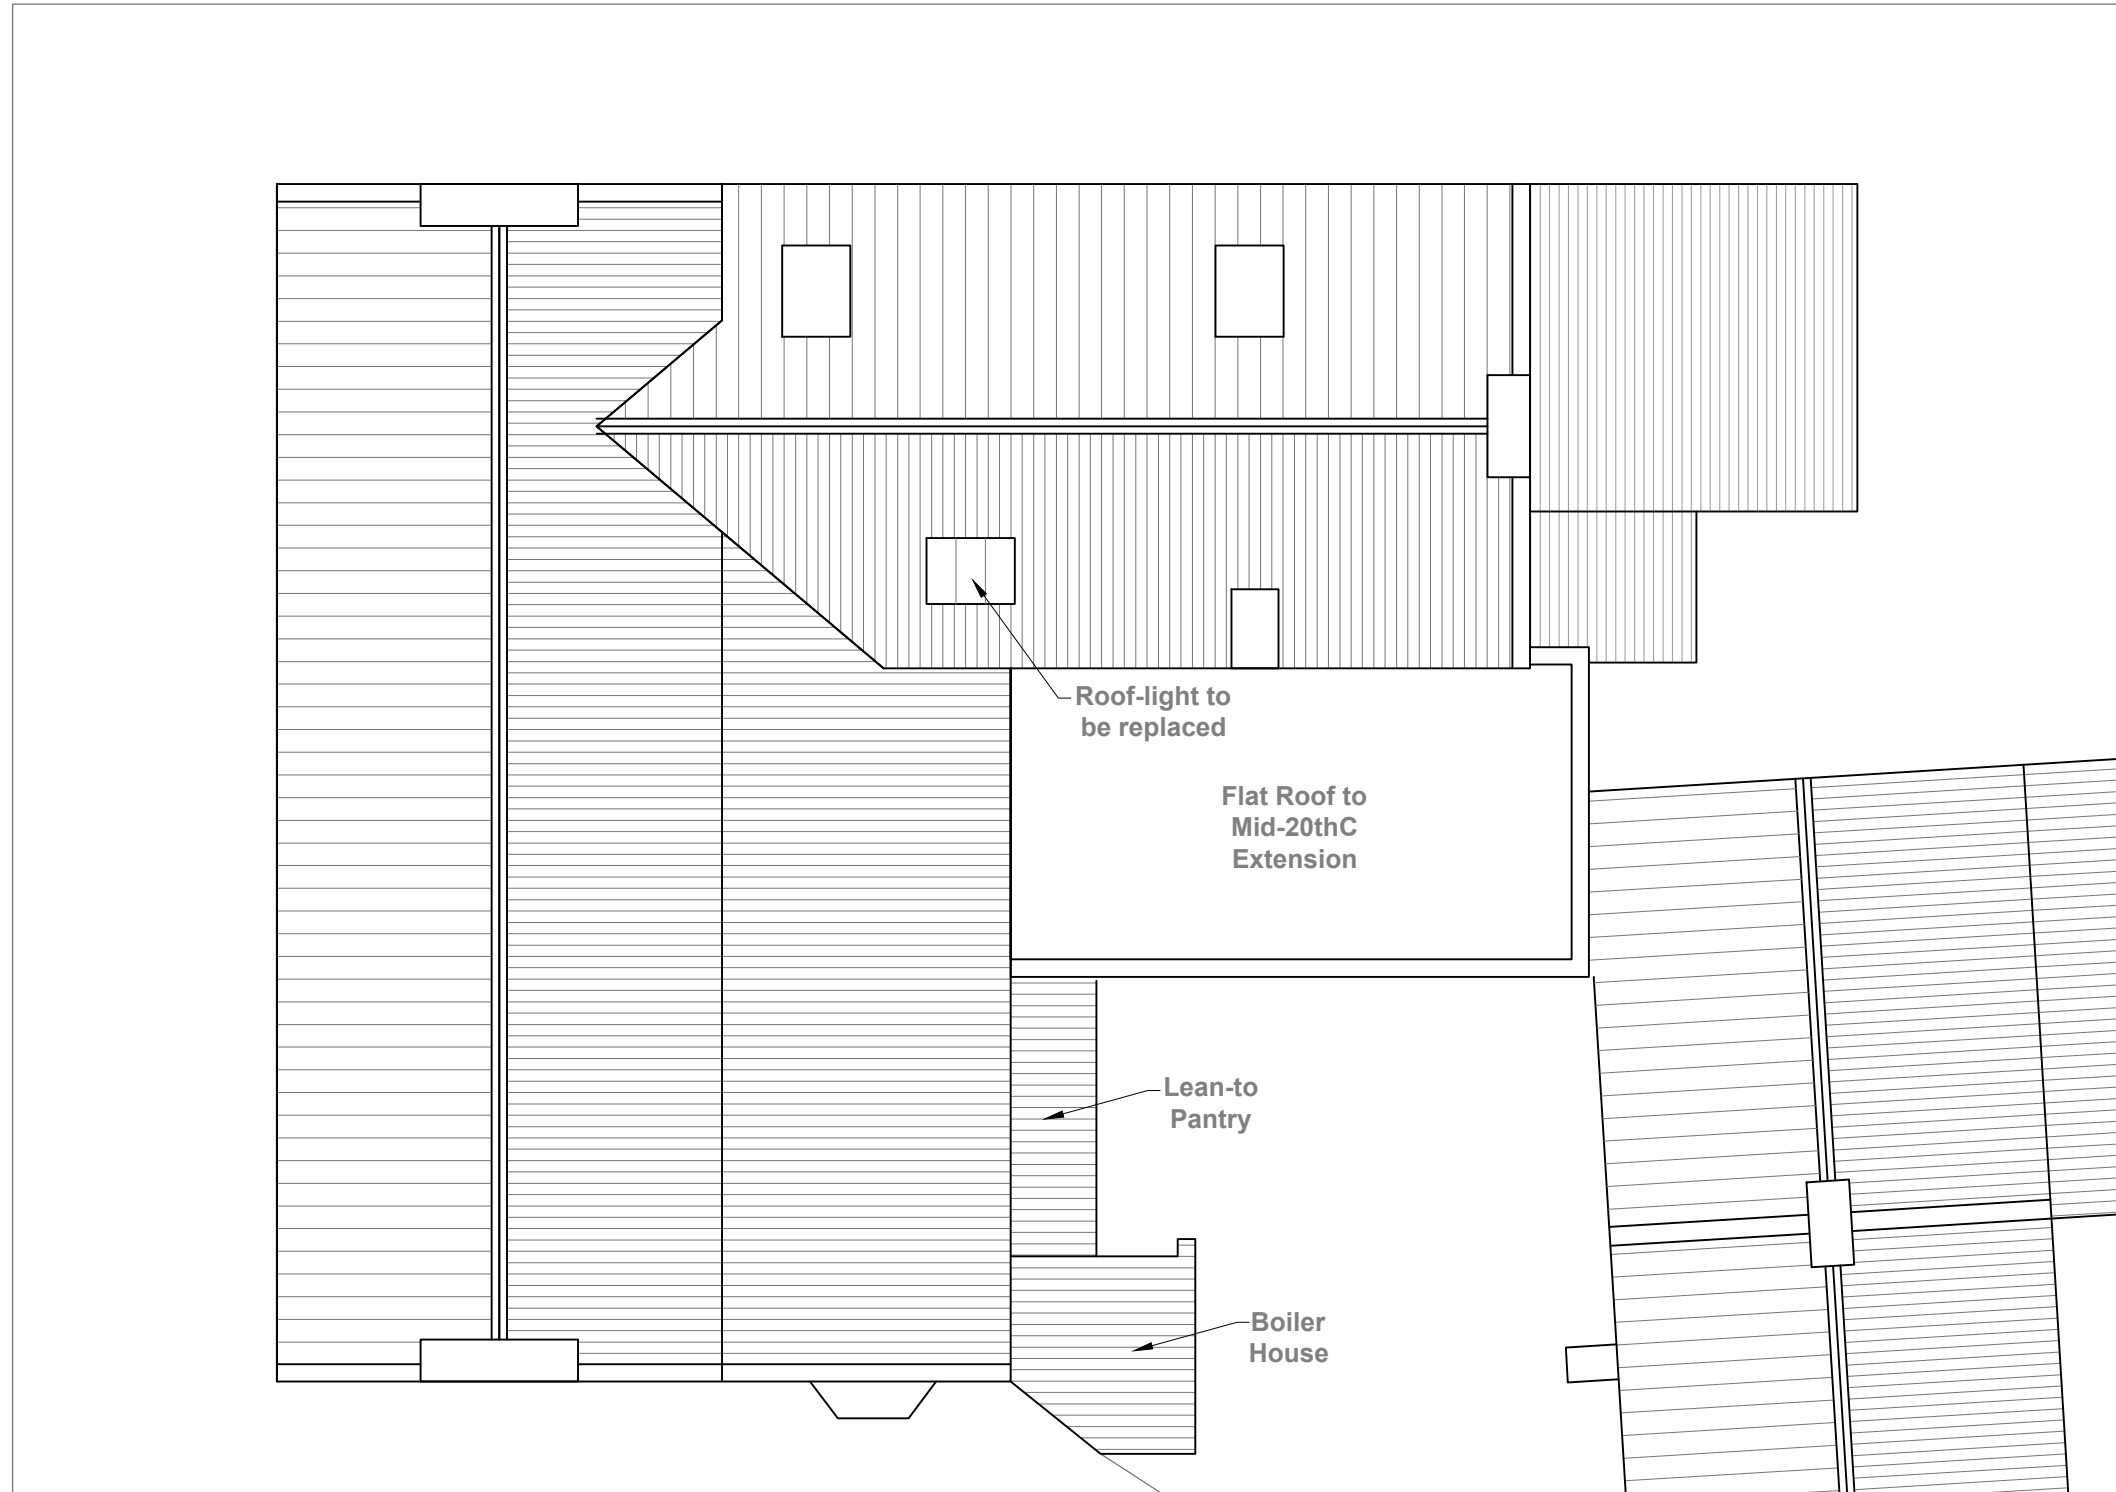 Roof-light to
be replaced
Flat Roof to
Mid-20thC
Extension
Lean-to
Pantry
Boiler
House